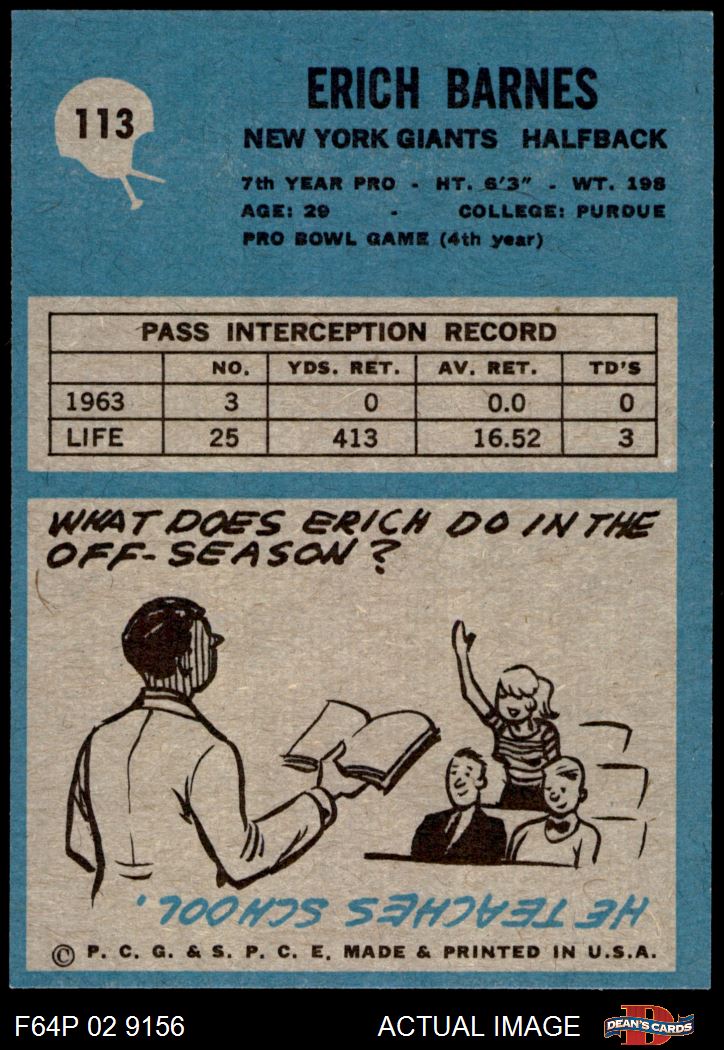 113
ERICH BARNES
NEW YORK GIANTS HALFBACK
7th YEAR PRO - HT. 6'3" - WT. 198
AGE: 29 - COLLEGE: PURDUE
PRO BOWL GAME (4th year)
PASS INTERCEPTION RECORD
NO. YDS. RET. AV. RET. TD'S
1963 3 0 0.0 0
LIFE 25 413 16.52 3
WHAT DOES ERICH DO IN THE
OFF-SEASON?
HE TEACHES SCHOOL.
© P. C. G. & S. P. C. E. MADE & PRINTED IN U.S.A.
F64P 02 9156 ACTUAL IMAGE D DEAN'S CARDS